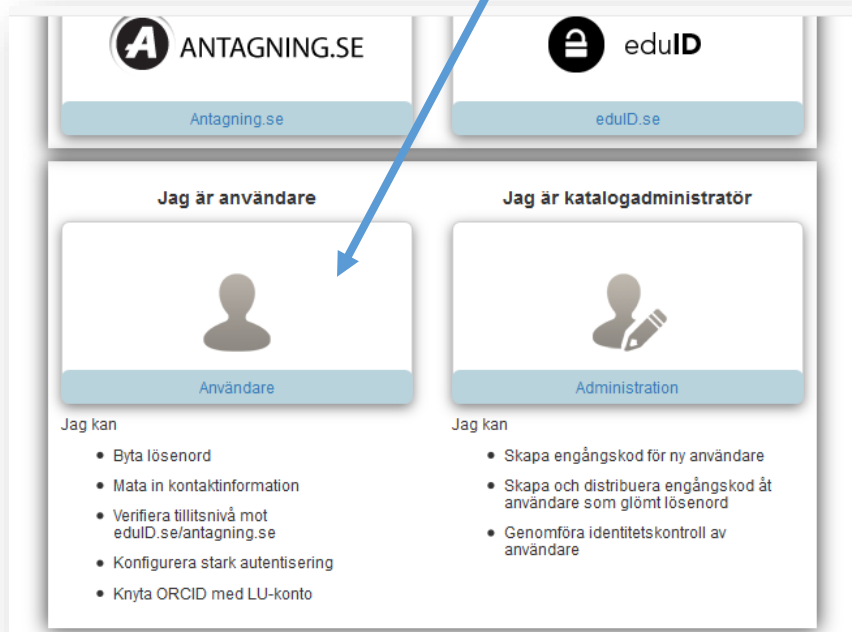 ANTAGNING.SE
eduID
Antagning.se
eduID.se
Jag är användare
Jag är katalogadministratör
Användare
Administration
Jag kan
• Byta lösenord
• Mata in kontaktinformation
• Verifiera tillitsnivå mot
eduID.se/antagning.se
• Konfigurera stark autentisering
• Knyta ORCID med LU-konto
Jag kan
• Skapa engångskod för ny användare
• Skapa och distribuera engångskod åt
användare som glömt lösenord
• Genomföra identitetskontroll av
användare